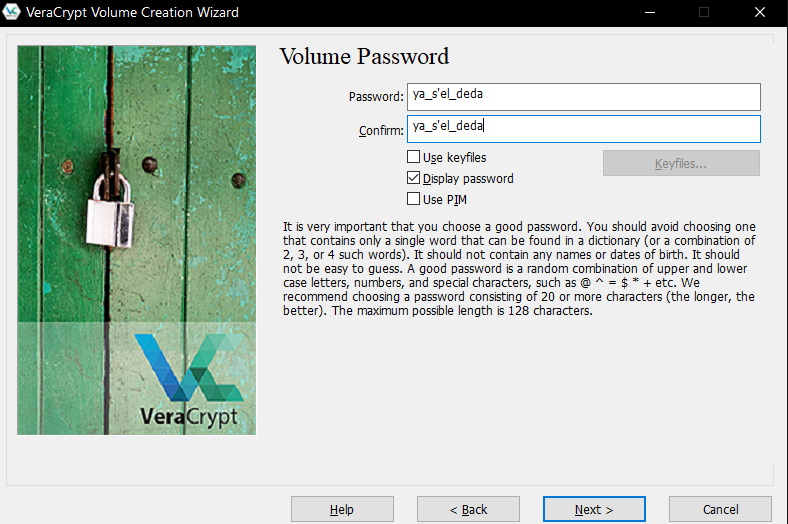 VeraCrypt Volume Creation Wizard
Volume Password
Password: ya_s'el_deda
Confirm: ya_s'el_deda
Use keyfiles
Keyfiles...
Display password
Use PIM
It is very important that you choose a good password. You should avoid choosing one
that contains only a single word that can be found in a dictionary (or a combination of
2, 3, or 4 such words). It should not contain any names or dates of birth. It should
not be easy to guess. A good password is a random combination of upper and lower
case letters, numbers, and special characters, such as @ ^ = $ * + etc. We
recommend choosing a password consisting of 20 or more characters (the longer, the
better). The maximum possible length is 128 characters.
VeraCrypt
Help
< Back
Next >
Cancel